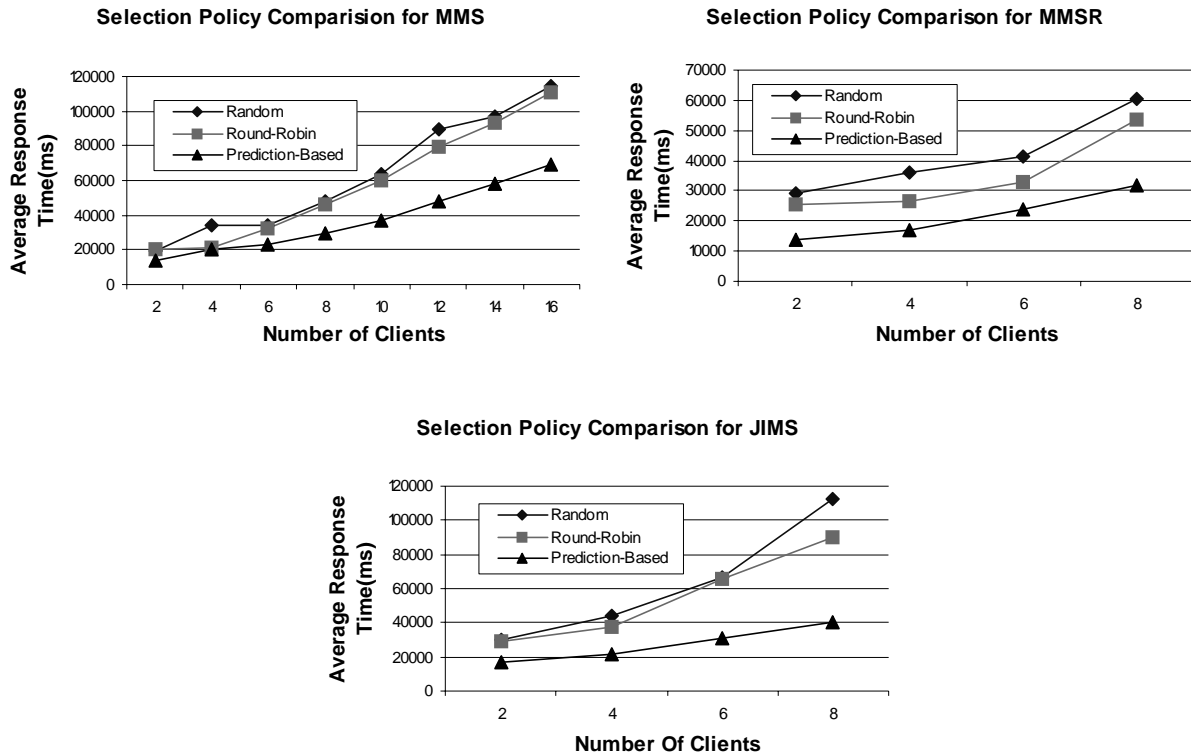 Selection Policy Comparision for MMS
120000
100000
80000
60000
40000
20000
0
Average Response
Time(ms)
Random
Round-Robin
Prediction-Based
2 4 6 8 10 12 14 16
Number of Clients
Selection Policy Comparison for MMSR
70000
60000
50000
40000
30000
20000
10000
0
Average Response
Time(ms)
Random
Round-Robin
Prediction-Based
2 4 6 8
Number of Clients
Selection Policy Comparison for JIMS
120000
100000
80000
60000
40000
20000
0
Average Response
Time(ms)
Random
Round-Robin
Prediction-Based
2 4 6 8
Number Of Clients